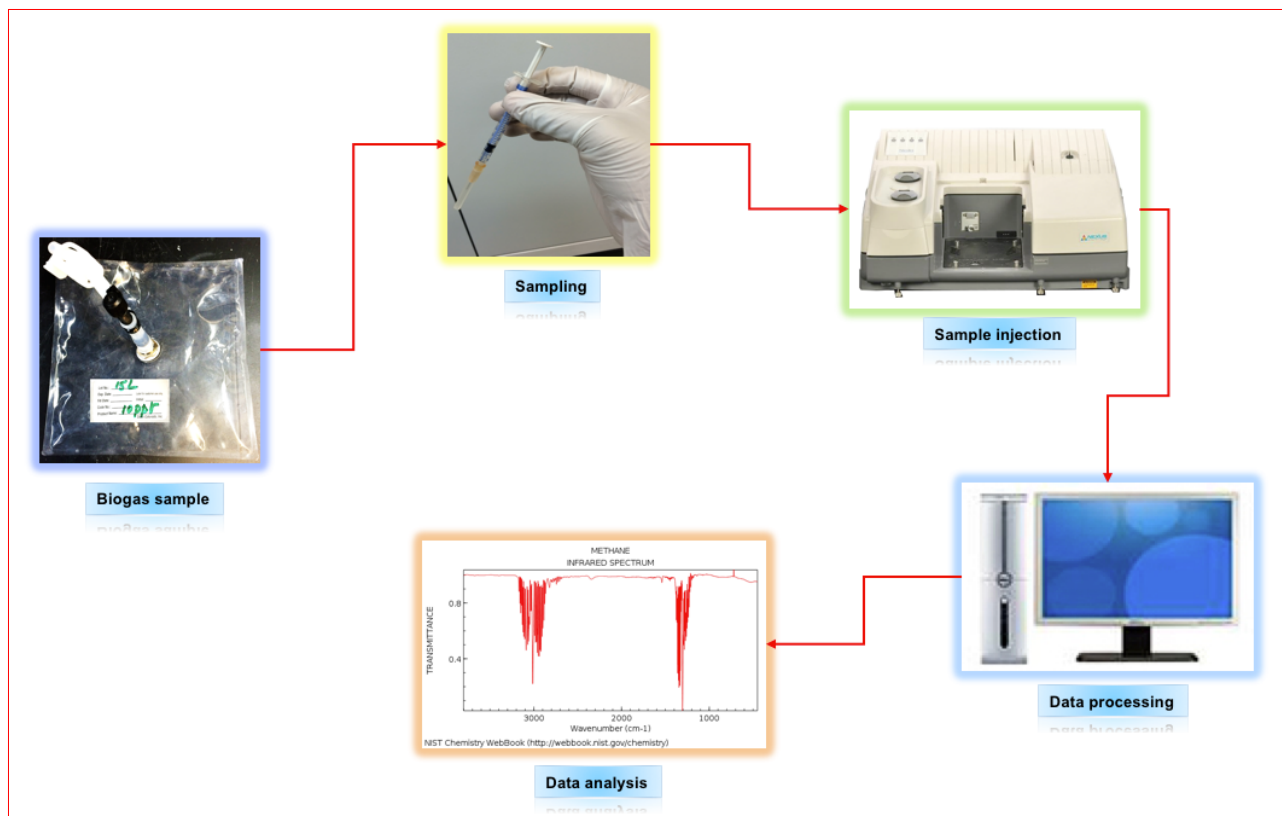 Sampling
Sample injection
15L
10ppt
Biogas sample
Data processing
METHANE
INFRARED SPECTRUM
TRANSMITTANCE
0.8
0.4
3000
2000
1000
Wavenumber (cm-1)
NIST Chemistry WebBook (http://webbook.nist.gov/chemistry)
Data analysis